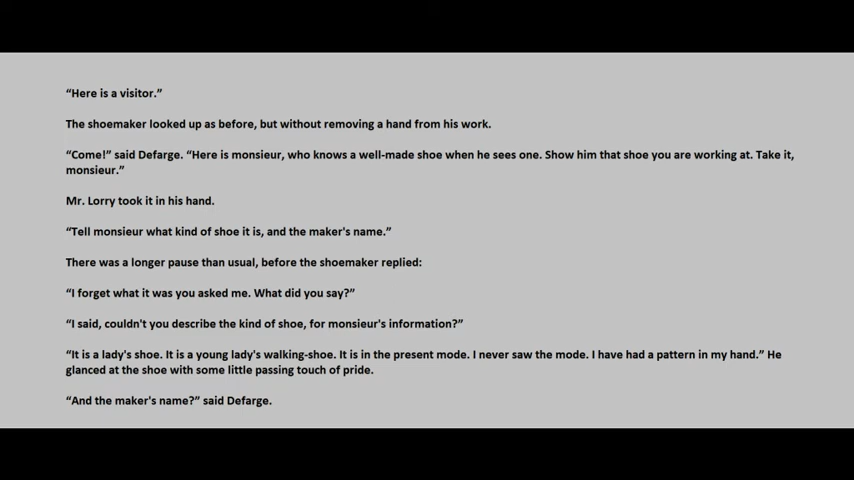 “Here is a visitor.”
The shoemaker looked up as before, but without removing a hand from his work.
“Come!” said Defarge. “Here is monsieur, who knows a well-made shoe when he sees one. Show him that shoe you are working at. Take it,
monsieur.”
Mr. Lorry took it in his hand.
“Tell monsieur what kind of shoe it is, and the maker's name.”
There was a longer pause than usual, before the shoemaker replied:
“I forget what it was you asked me. What did you say?”
“I said, couldn't you describe the kind of shoe, for monsieur's information?”
“It is a lady's shoe. It is a young lady's walking-shoe. It is in the present mode. I never saw the mode. I have had a pattern in my hand.” He
glanced at the shoe with some little passing touch of pride.
“And the maker's name?” said Defarge.